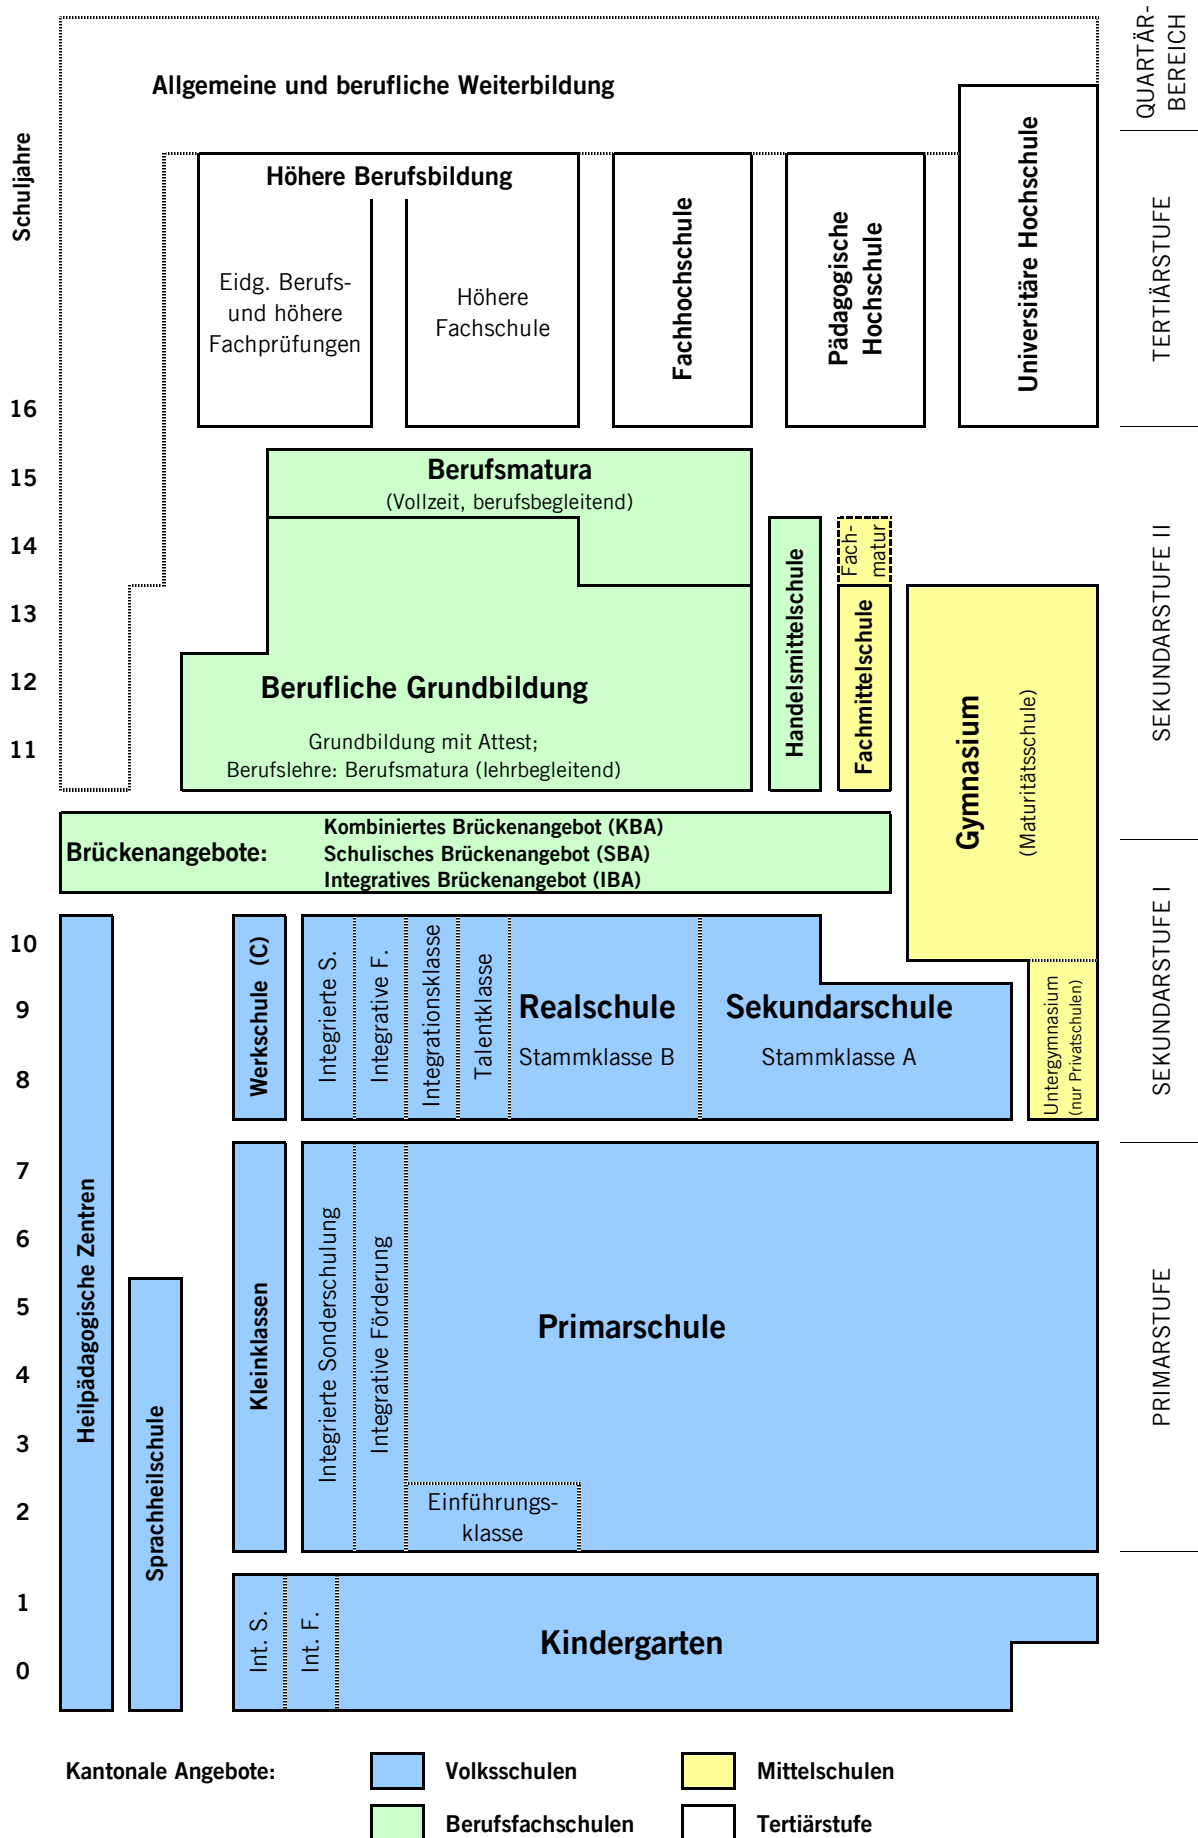 QUARTÄR-
BEREICH
Allgemeine und berufliche Weiterbildung
Schuljahre
TERTIÄRSTUFE
Höhere Berufsbildung
Eidg. Berufs-
und höhere
Fachprüfungen
Höhere
Fachschule
Fachhochschule
Pädagogische
Hochschule
Universitäre Hochschule
16
15
14
13
12
11
SEKUNDARSTUFE II
Berufsmatura
(Vollzeit, berufsbegleitend)
Berufliche Grundbildung
Grundbildung mit Attest;
Berufslehre: Berufsmatura (lehrbegleitend)
Handelsmittelschule
Fach-
matur
Fachmittelschule
Gymnasium
(Maturitätsschule)
Brückenangebote:
Kombiniertes Brückenangebot (KBA)
Schulisches Brückenangebot (SBA)
Integratives Brückenangebot (IBA)
10
9
8
SEKUNDARSTUFE I
Werkschule (C)
Integrierte S.
Integrative F.
Integrationsklasse
Talentklasse
Realschule
Stammklasse B
Sekundarschule
Stammklasse A
Untergymnasium
(nur Privatschulen)
7
6
5
4
3
2
PRIMARSTUFE
Heilpädagogische Zentren
Sprachheilschule
Kleinklassen
Integrierte Sonderschulung
Integrative Förderung
Primarschule
Einführungs-
klasse
1
0
Int. S.
Int. F.
Kindergarten
Kantonale Angebote:
Volksschulen
Mittelschulen
Berufsfachschulen
Tertiärstufe